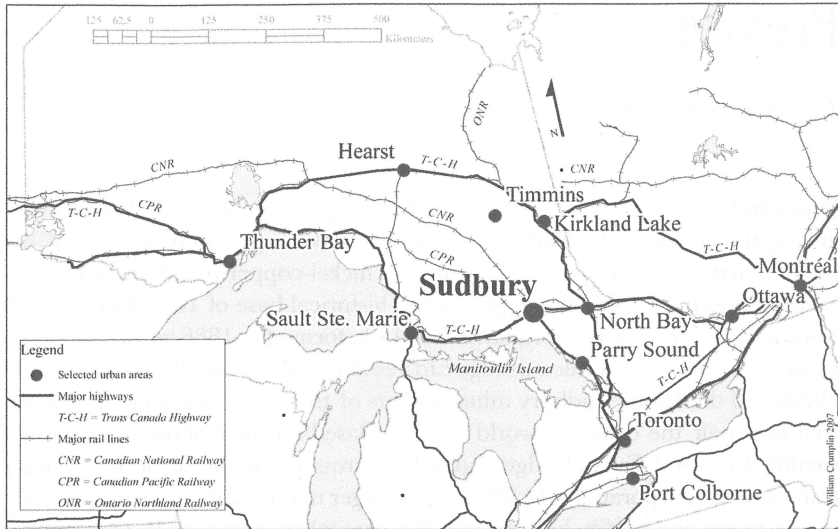 125 62.5 0 125 250 375 500
Kilometers
ONR
N
CNR
CNR
Hearst
T-C-H
Timmins
T-C-H
CPR
CNR
Kirkland Lake
Thunder Bay
T-C-H
CPR
Montréal
Sudbury
Ottawa
Sault Ste. Marie
T-C-H
North Bay
Parry Sound
Manitoulin Island
T-C-H
Toronto
Port Colborne
Legend
Selected urban areas
Major highways
T-C-H = Trans Canada Highway
Major rail lines
CNR = Canadian National Railway
CPR = Canadian Pacific Railway
ONR = Ontario Northland Railway
William Crumplin 2007